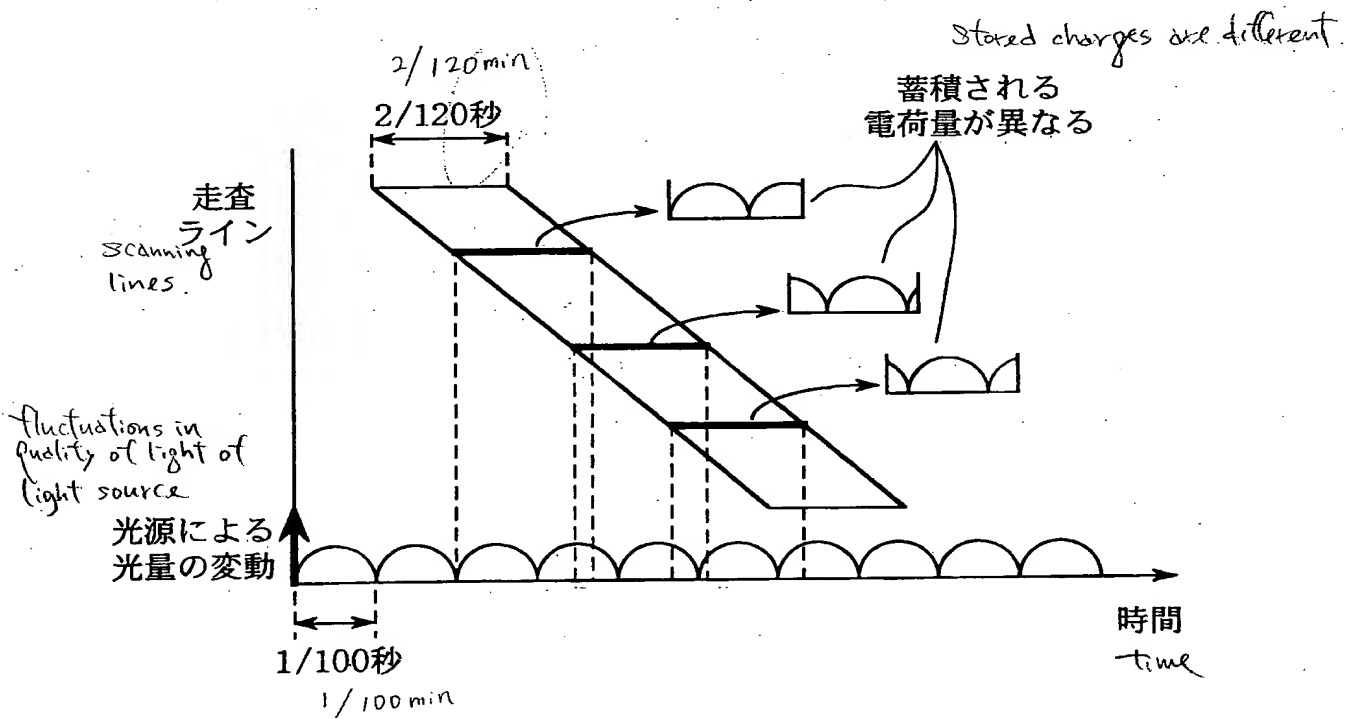 Stored charges are different.
2/120min
2/120秒
蓄積される
電荷量が異なる
走査
ライン
scanning
lines.
fluctuations in
quality of light of
light source
光源による
光量の変動
時間
time
1/100秒
1/100min